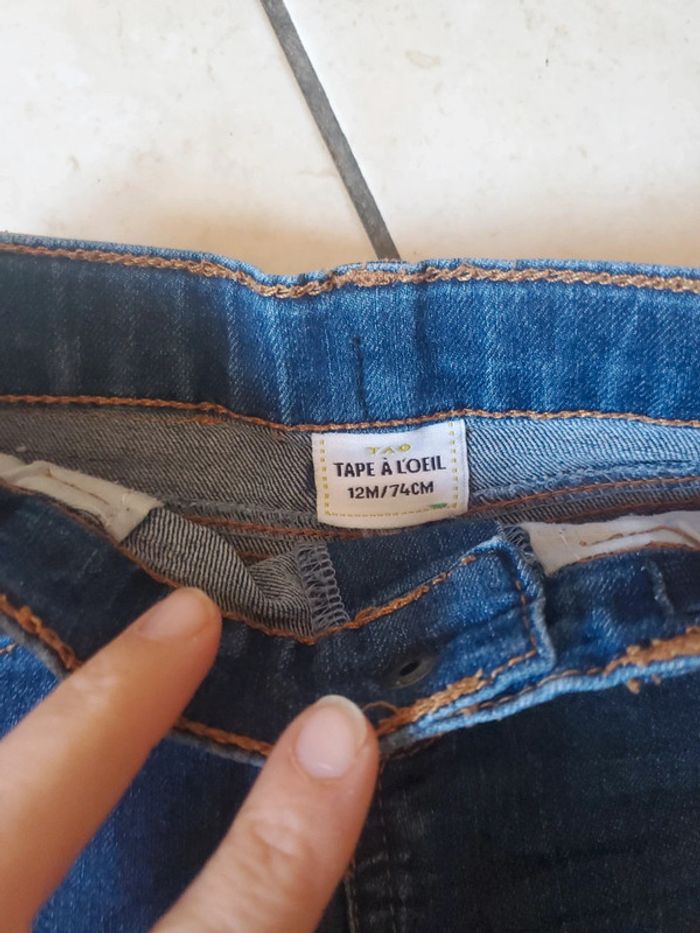 TAO
TAPE À L'OEIL
12M/74CM